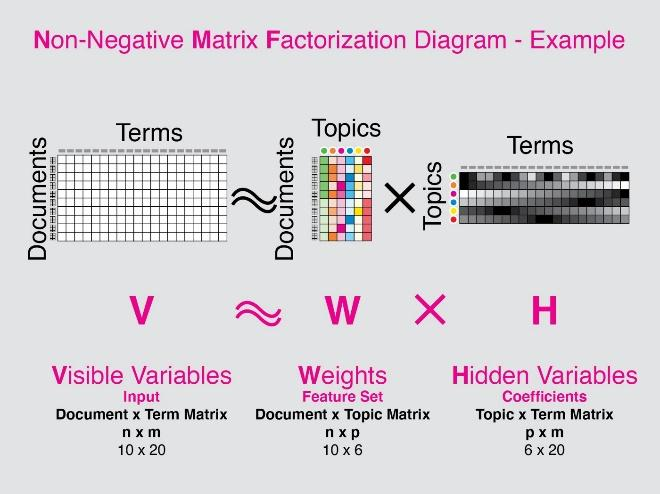 Non-Negative Matrix Factorization Diagram - Example
Terms
Documents
≈
Topics
Documents
×
Terms
Topics
V ≈ W × H
Visible Variables
Input
Document x Term Matrix
n x m
10 x 20
Weights
Feature Set
Document x Topic Matrix
n x p
10 x 6
Hidden Variables
Coefficients
Topic x Term Matrix
p x m
6 x 20